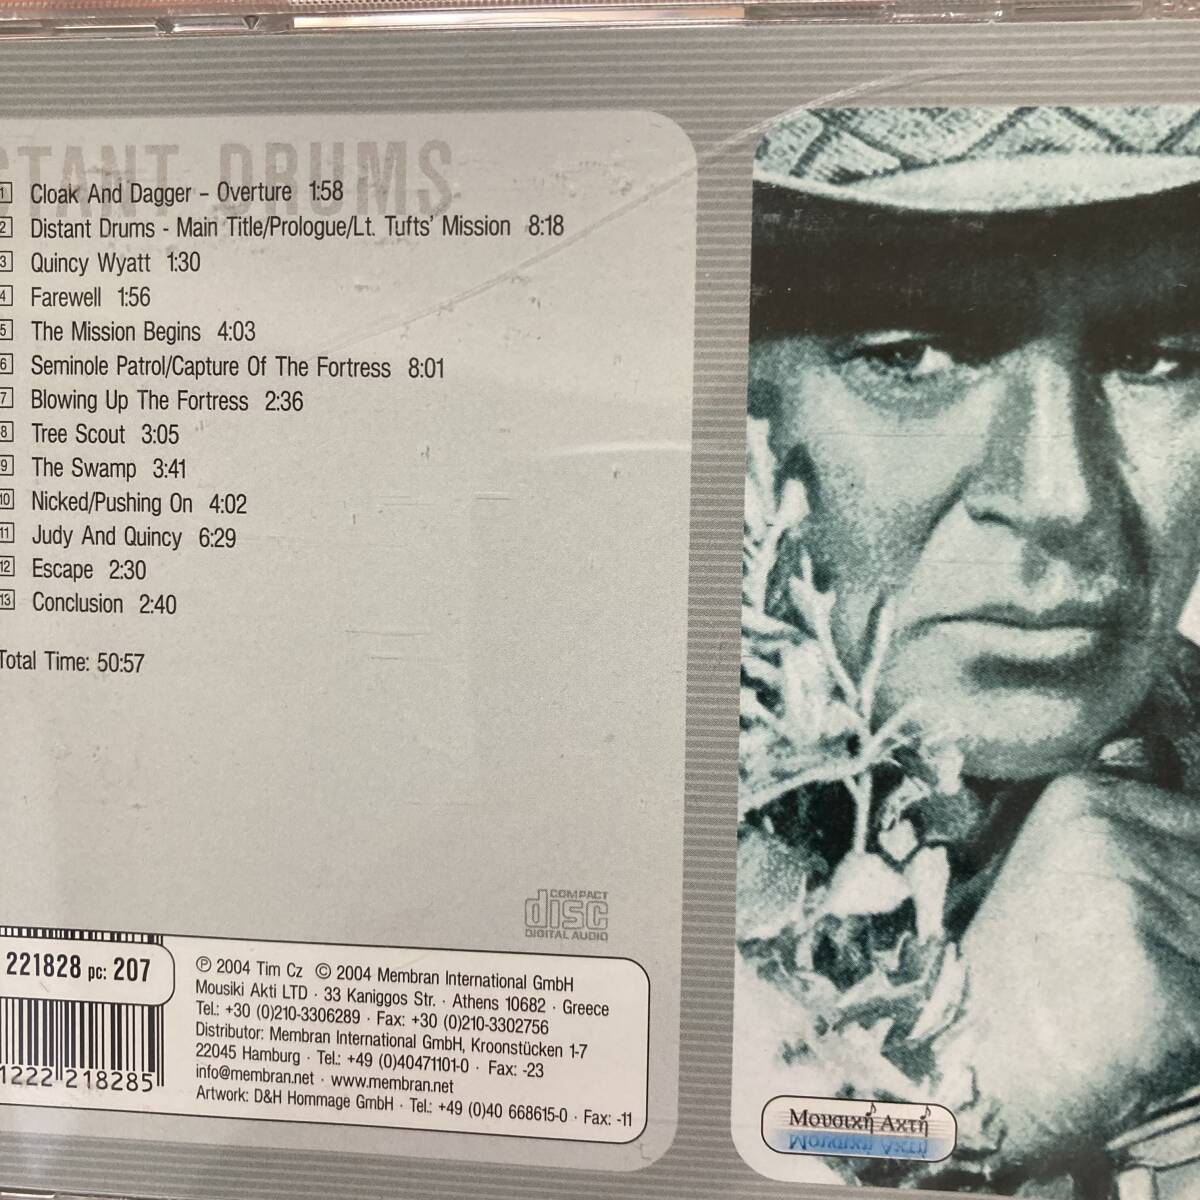 STANT DRUMS
1 Cloak And Dagger – Overture 1:58
2 Distant Drums - Main Title/Prologue/Lt. Tufts' Mission 8:18
3 Quincy Wyatt 1:30
4 Farewell 1:56
5 The Mission Begins 4:03
6 Seminole Patrol/Capture Of The Fortress 8:01
7 Blowing Up The Fortress 2:36
8 Tree Scout 3:05
9 The Swamp 3:41
10 Nicked/Pushing On 4:02
11 Judy And Quincy 6:29
12 Escape 2:30
13 Conclusion 2:40
Total Time: 50:57
COMPACT
disc
DIGITAL AUDIO
221828 pc: 207
1222 218285
℗ 2004 Tim Cz © 2004 Membran International GmbH
Mousiki Akti LTD · 33 Kaniggos Str. · Athens 10682 · Greece
Tel.: +30 (0)210-3306289 · Fax: +30 (0)210-3302756
Distributor: Membran International GmbH, Kroonstücken 1-7
22045 Hamburg · Tel.: +49 (0)40471101-0 · Fax: -23
info@membran.net · www.membran.net
Artwork: D&H Hommage GmbH · Tel.: +49 (0)40 668615-0 · Fax: -11
Μουσική Ακτή